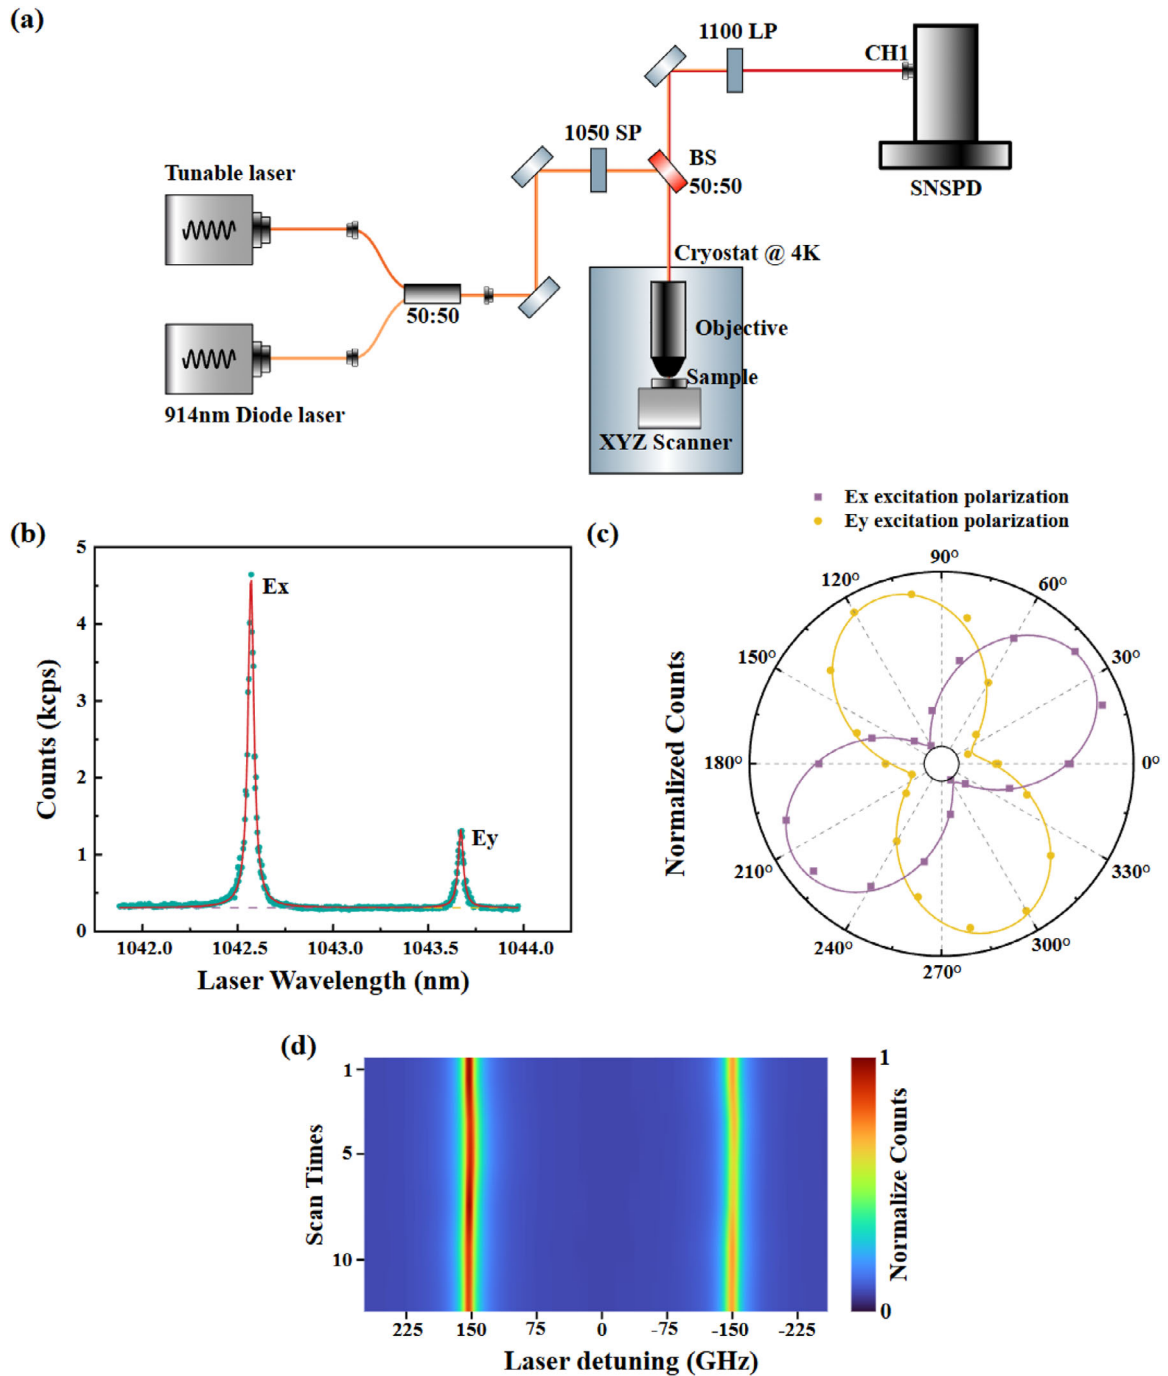 (a)
1100 LP
CH1
1050 SP
BS
50:50
SNSPD
Tunable laser
Cryostat @ 4K
50:50
Objective
Sample
914nm Diode laser
XYZ Scanner
(b)
Counts (kcps)
5
4
3
2
1
0
Ex
Ey
1042.0 1042.5 1043.0 1043.5 1044.0
Laser Wavelength (nm)
Ex excitation polarization
Ey excitation polarization
(c)
Normalized Counts
90°
120°
60°
150°
30°
180°
0°
210°
330°
240°
300°
270°
(d)
Scan Times
1
5
10
225 150 75 0 -75 -150 -225
Laser detuning (GHz)
1
0
Normalize Counts